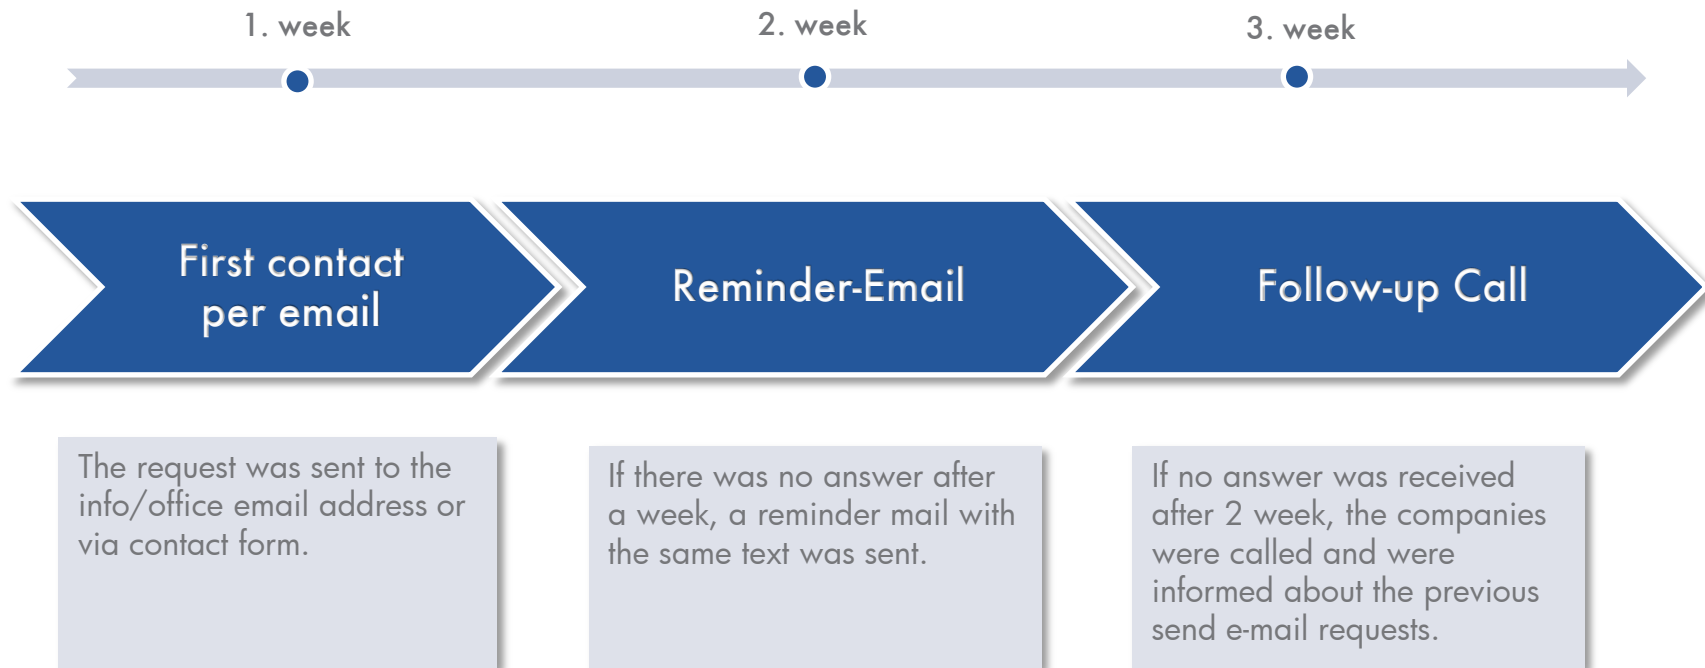 1. week
2. week
3. week
First contact
per email
Reminder-Email
Follow-up Call
The request was sent to the
info/office email address or
via contact form.
If there was no answer after
a week, a reminder mail with
the same text was sent.
If no answer was received
after 2 week, the companies
were called and were
informed about the previous
send e-mail requests.